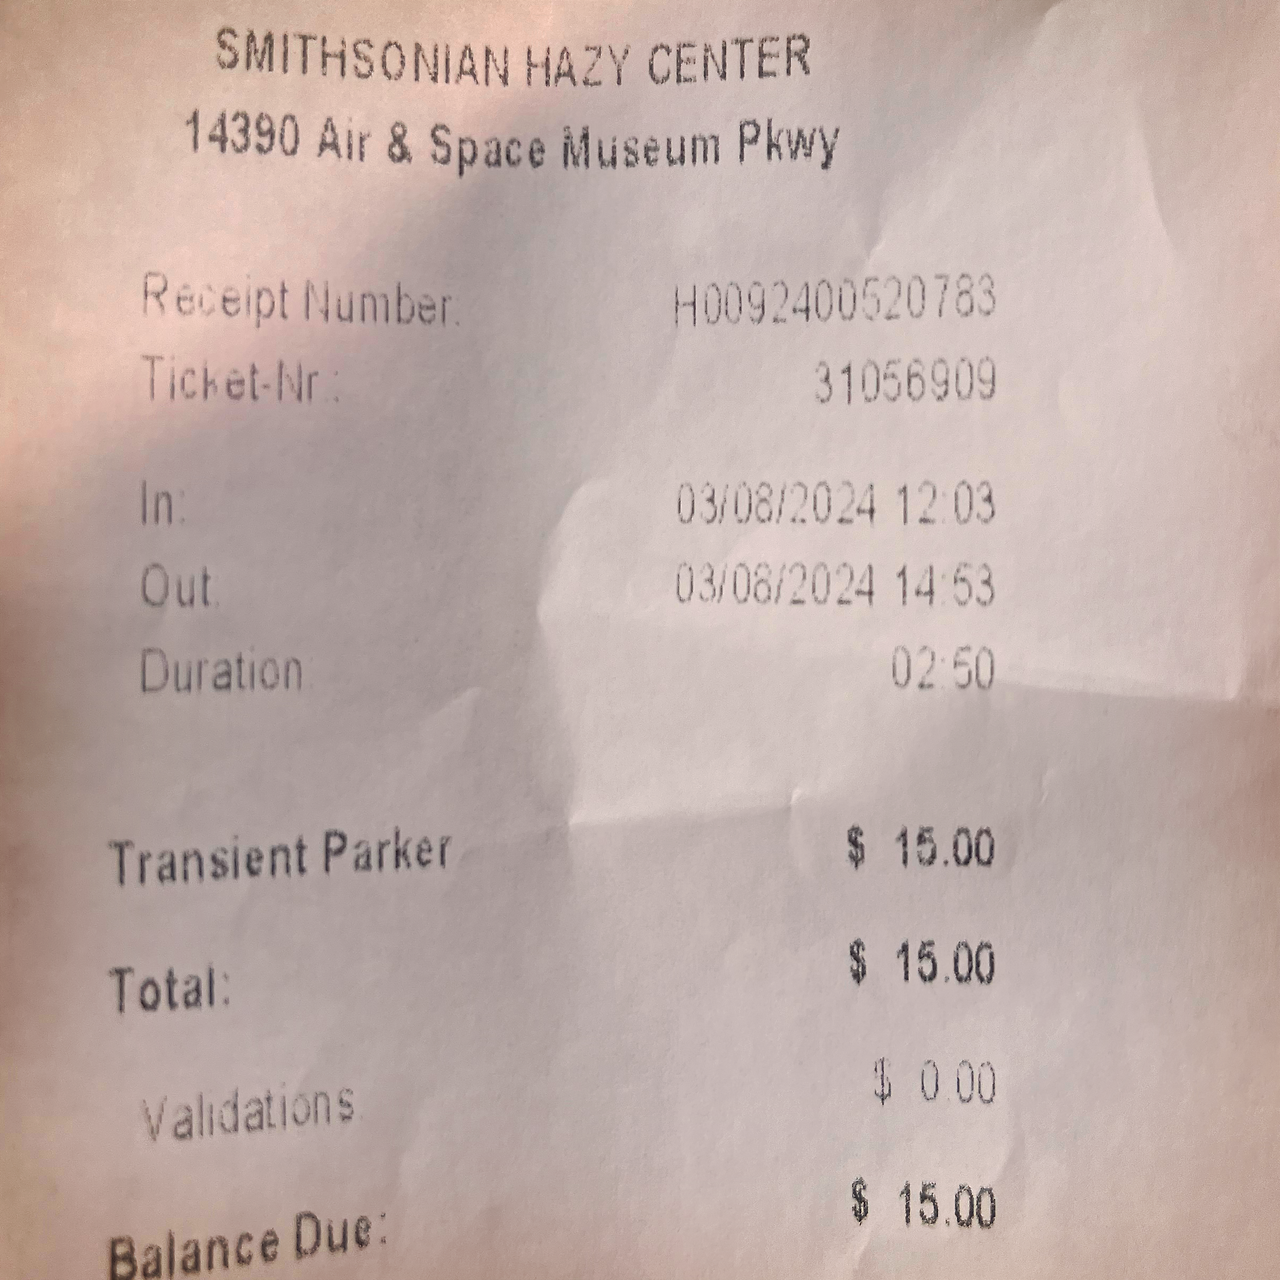 SMITHSONIAN HAZY CENTER
14390 Air & Space Museum Pkwy
Receipt Number: H0092400520783
Ticket-Nr.: 31056909
In: 03/08/2024 12:03
Out: 03/08/2024 14:53
Duration: 02:50
Transient Parker $ 15.00
Total: $ 15.00
Validations $ 0.00
Balance Due: $ 15.00